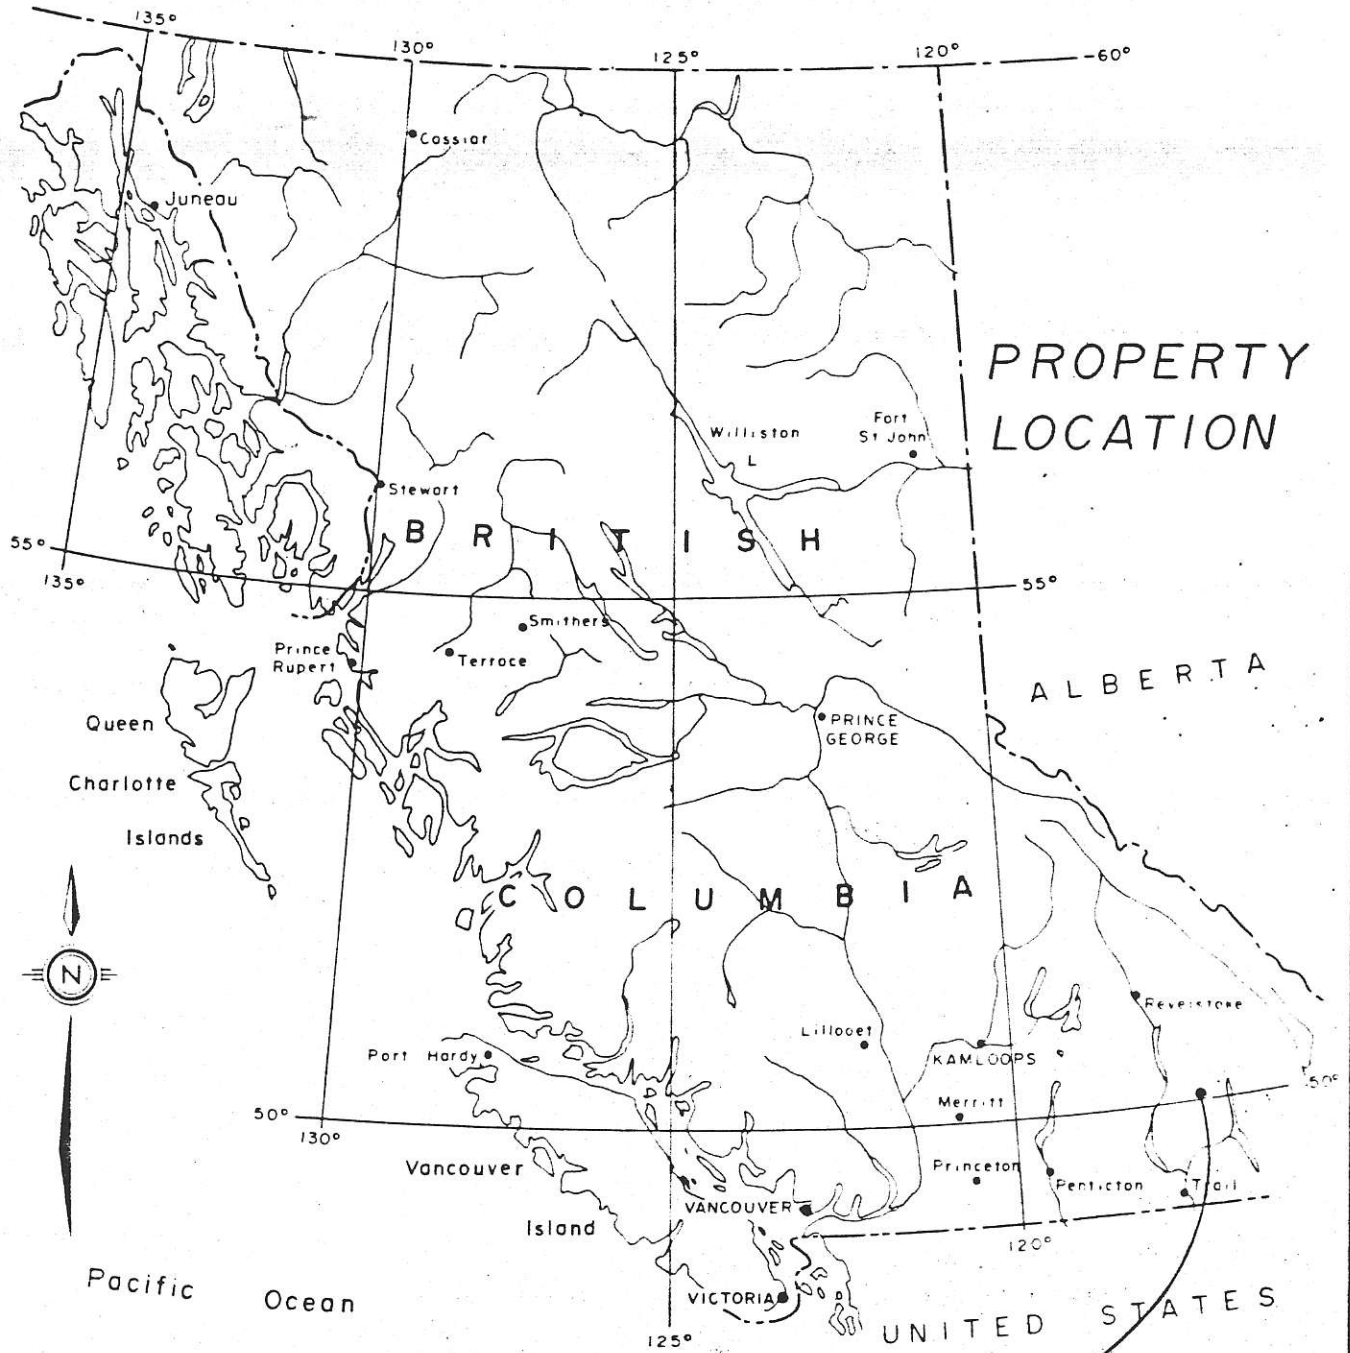 135°
130°
125°
120°
-60°
Cassiar
Juneau
PROPERTY
LOCATION
Williston
L
Fort
St John
Stewart
BRITISH
55°
135°
55°
Smithers
Terrace
Prince
Rupert
ALBERTA
Queen
Charlotte
Islands
PRINCE
GEORGE
COLUMBIA
N
Revelstoke
Lillooet
Port Hardy
KAMLOOPS
50°
50°
130°
Merritt
Vancouver
Island
Princeton
Penticton
Trail
VANCOUVER
120°
Pacific Ocean
VICTORIA
UNITED STATES
125°